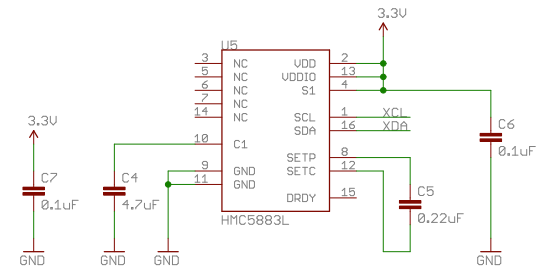 3.3V
U5
3 NC VDD 2
5 NC VDDIO 13
6 NC S1 4
7 NC
14 NC SCL 1 XCL
SDA 16 XDA
C6
0.1uF
3.3V
10 C1
SETP 8
9 GND SETC 12
11 GND
C7
0.1uF
C4
4.7uF
DRDY 15
C5
0.22uF
HMC5883L
GND
GND
GND
GND